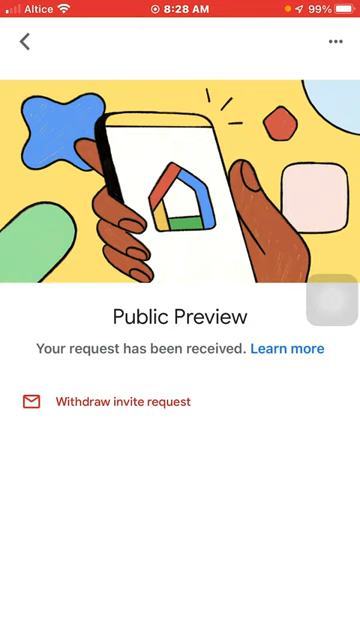 Altice 8:28 AM 99%
Public Preview
Your request has been received. Learn more
Withdraw invite request